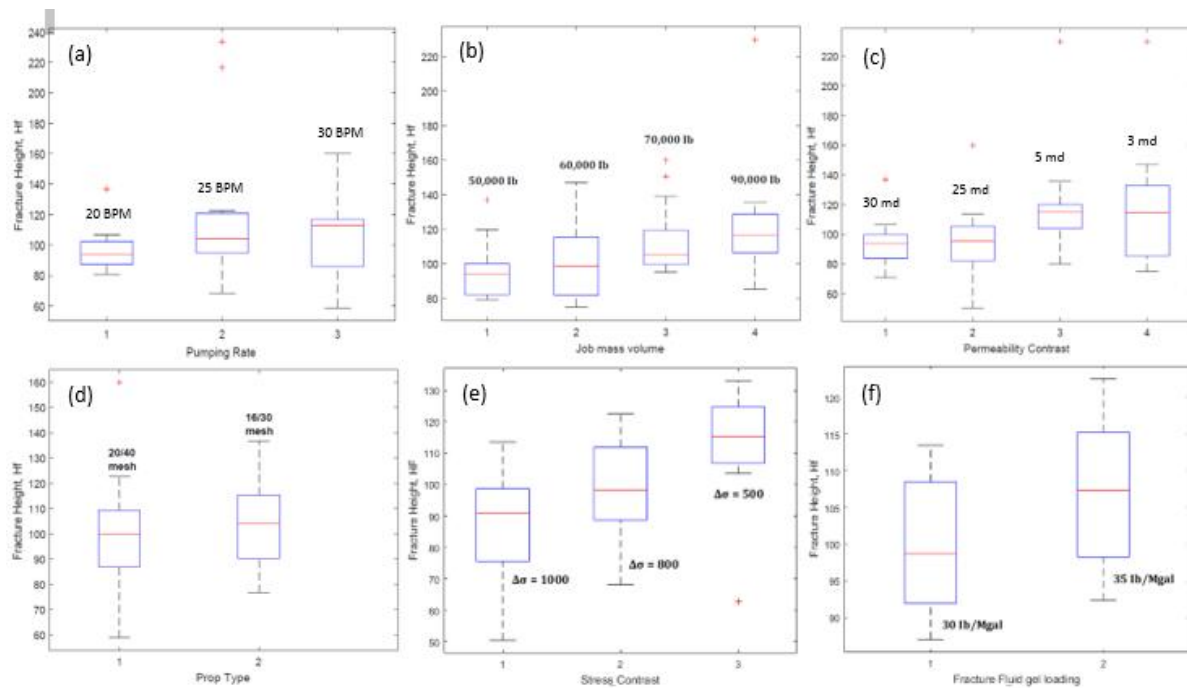 (a)
Fracture Height, Hf
240
220
200
180
160
140
120
100
80
60
20 BPM
25 BPM
30 BPM
1
2
3
Pumping Rate
(b)
Fracture Height, Hf
220
200
180
160
140
120
100
80
50,000 lb
60,000 lb
70,000 lb
90,000 lb
1
2
3
4
Job mass volume
(c)
Fracture Height, Hf
220
200
180
160
140
120
100
80
60
30 md
25 md
5 md
3 md
1
2
3
4
Permeability Contrast
(d)
Fracture Height, Hf
160
150
140
130
120
110
100
90
80
70
60
20/40
mesh
16/30
mesh
1
2
Prop Type
(e)
Fracture Height, HF
130
120
110
100
90
80
70
60
50
Δσ = 1000
Δσ = 800
Δσ = 500
1
2
3
Stress_Contrast
(f)
Fracture Height, Hf
120
115
110
105
100
95
90
30 lb/Mgal
35 lb/Mgal
1
2
Fracture Fluid gel loading